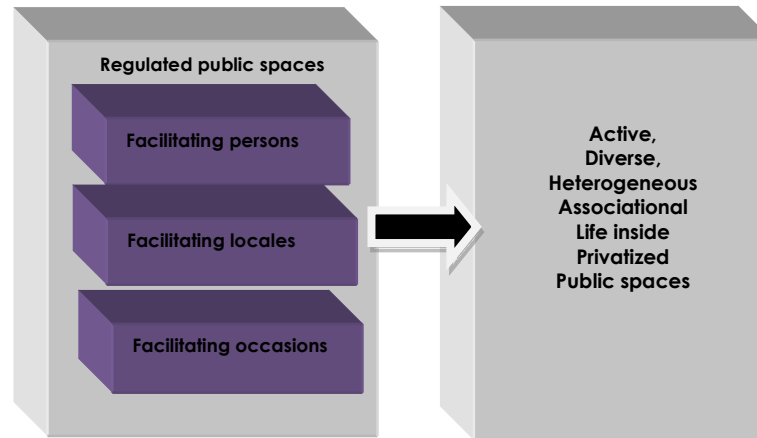 Regulated public spaces
Facilitating persons
Facilitating locales
Facilitating occasions
Active,
Diverse,
Heterogeneous
Associational
Life inside
Privatized
Public spaces